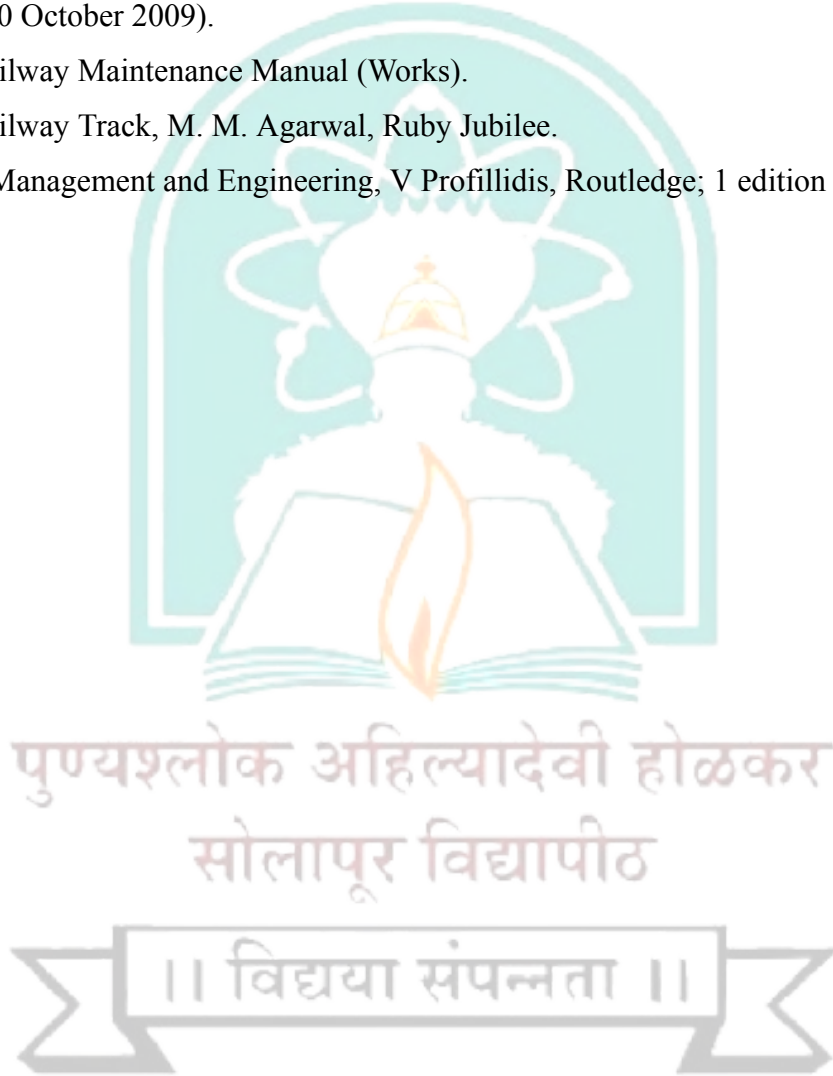 0 October 2009).
ilway Maintenance Manual (Works).
ilway Track, M. M. Agarwal, Ruby Jubilee.
Management and Engineering, V Profillidis, Routledge; 1 edition
पुण्यश्लोक अहिल्यादेवी होळकर
सोलापूर विद्यापीठ
|| विद्यया संपन्नता ||